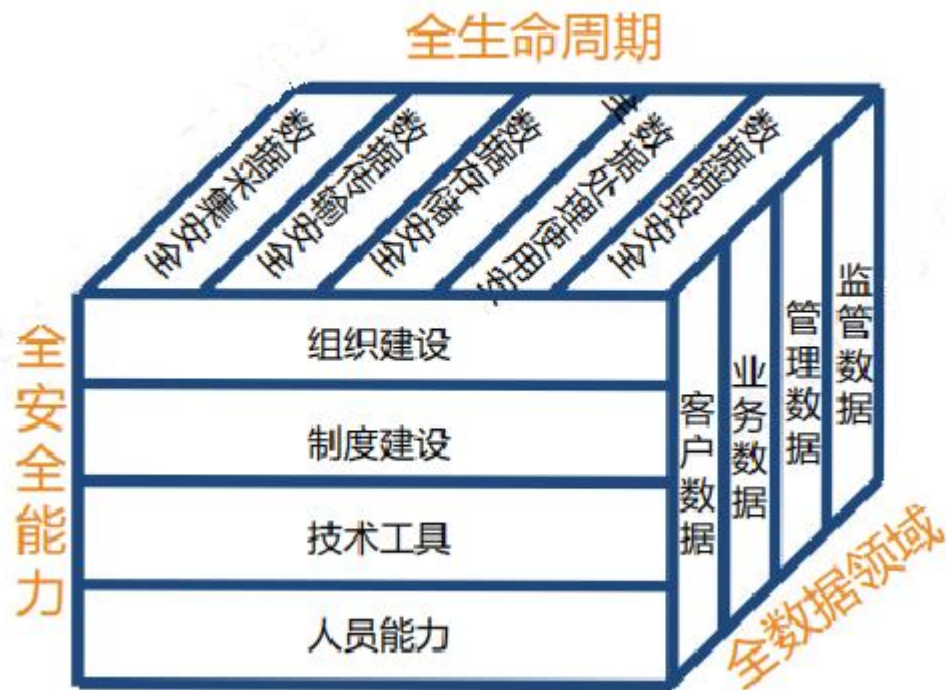 全生命周期
数据采集安全
数据传输安全
数据存储安全
数据处理使用安全
数据销毁安全
全安全能力
组织建设
制度建设
技术工具
人员能力
客户数据
业务数据
管理数据
监管数据
全数据领域